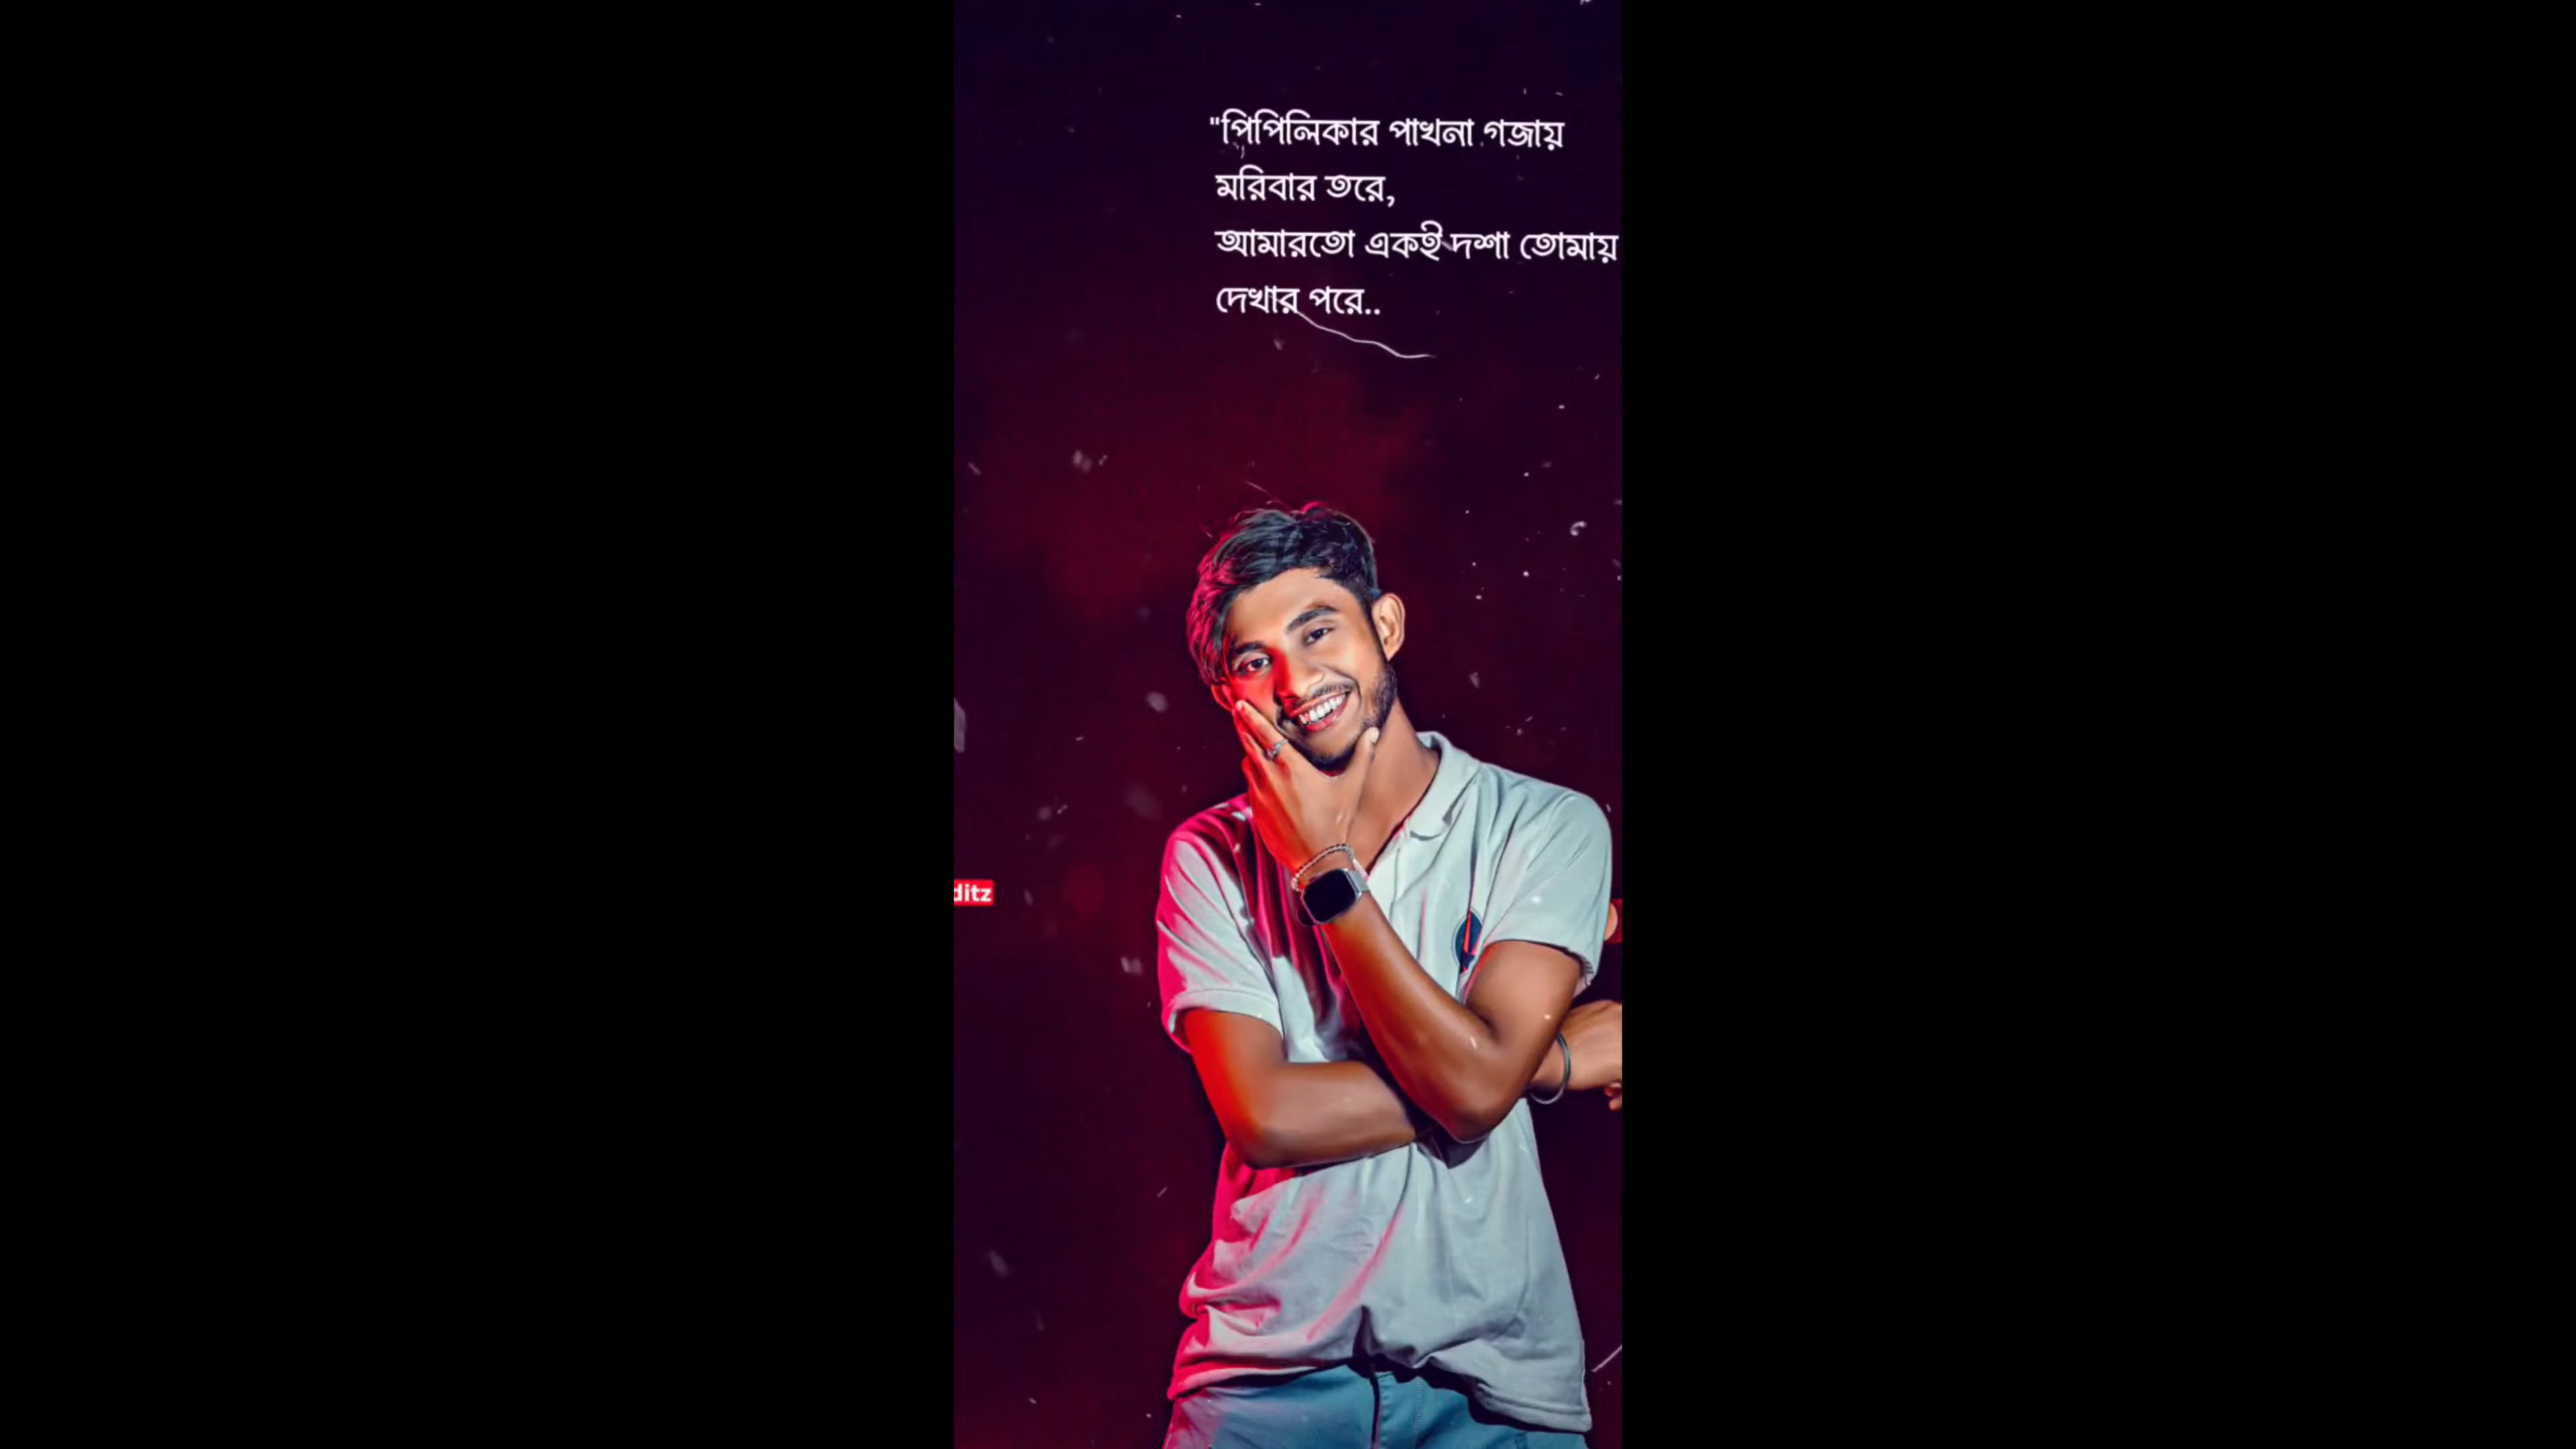 "পিপিলিকার পাখনা গজায়
মরিবার তরে,
আমারতো একই দশা তোমায়
দেখার পরে..
ditz